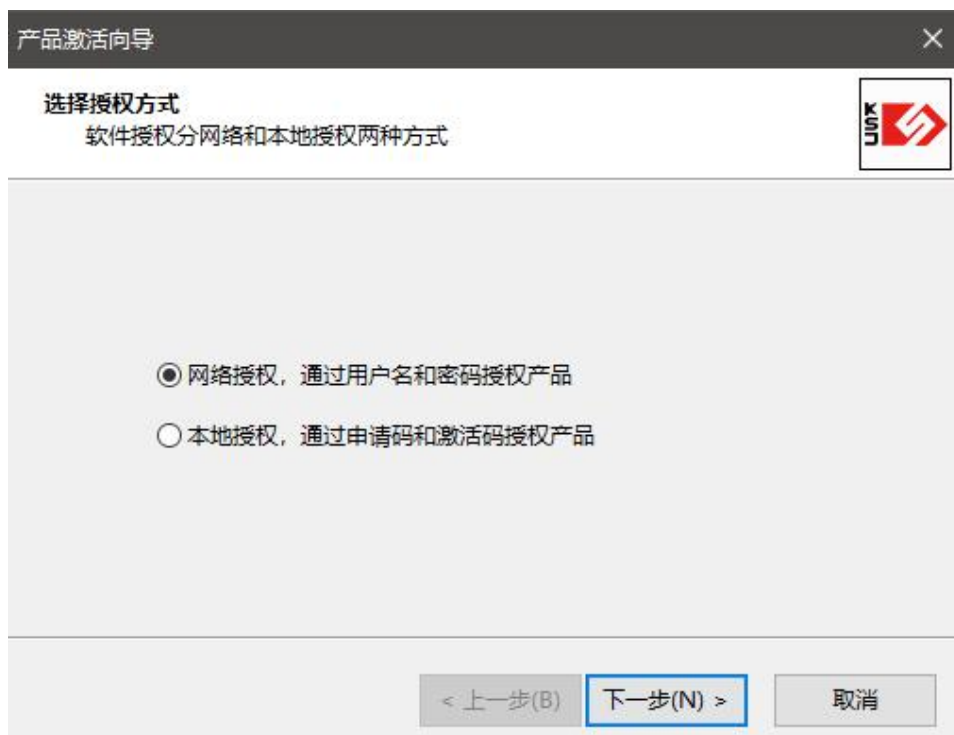 产品激活向导
选择授权方式
软件授权分网络和本地授权两种方式
KSJ
网络授权，通过用户名和密码授权产品
本地授权，通过申请码和激活码授权产品
< 上一步(B)
下一步(N) >
取消